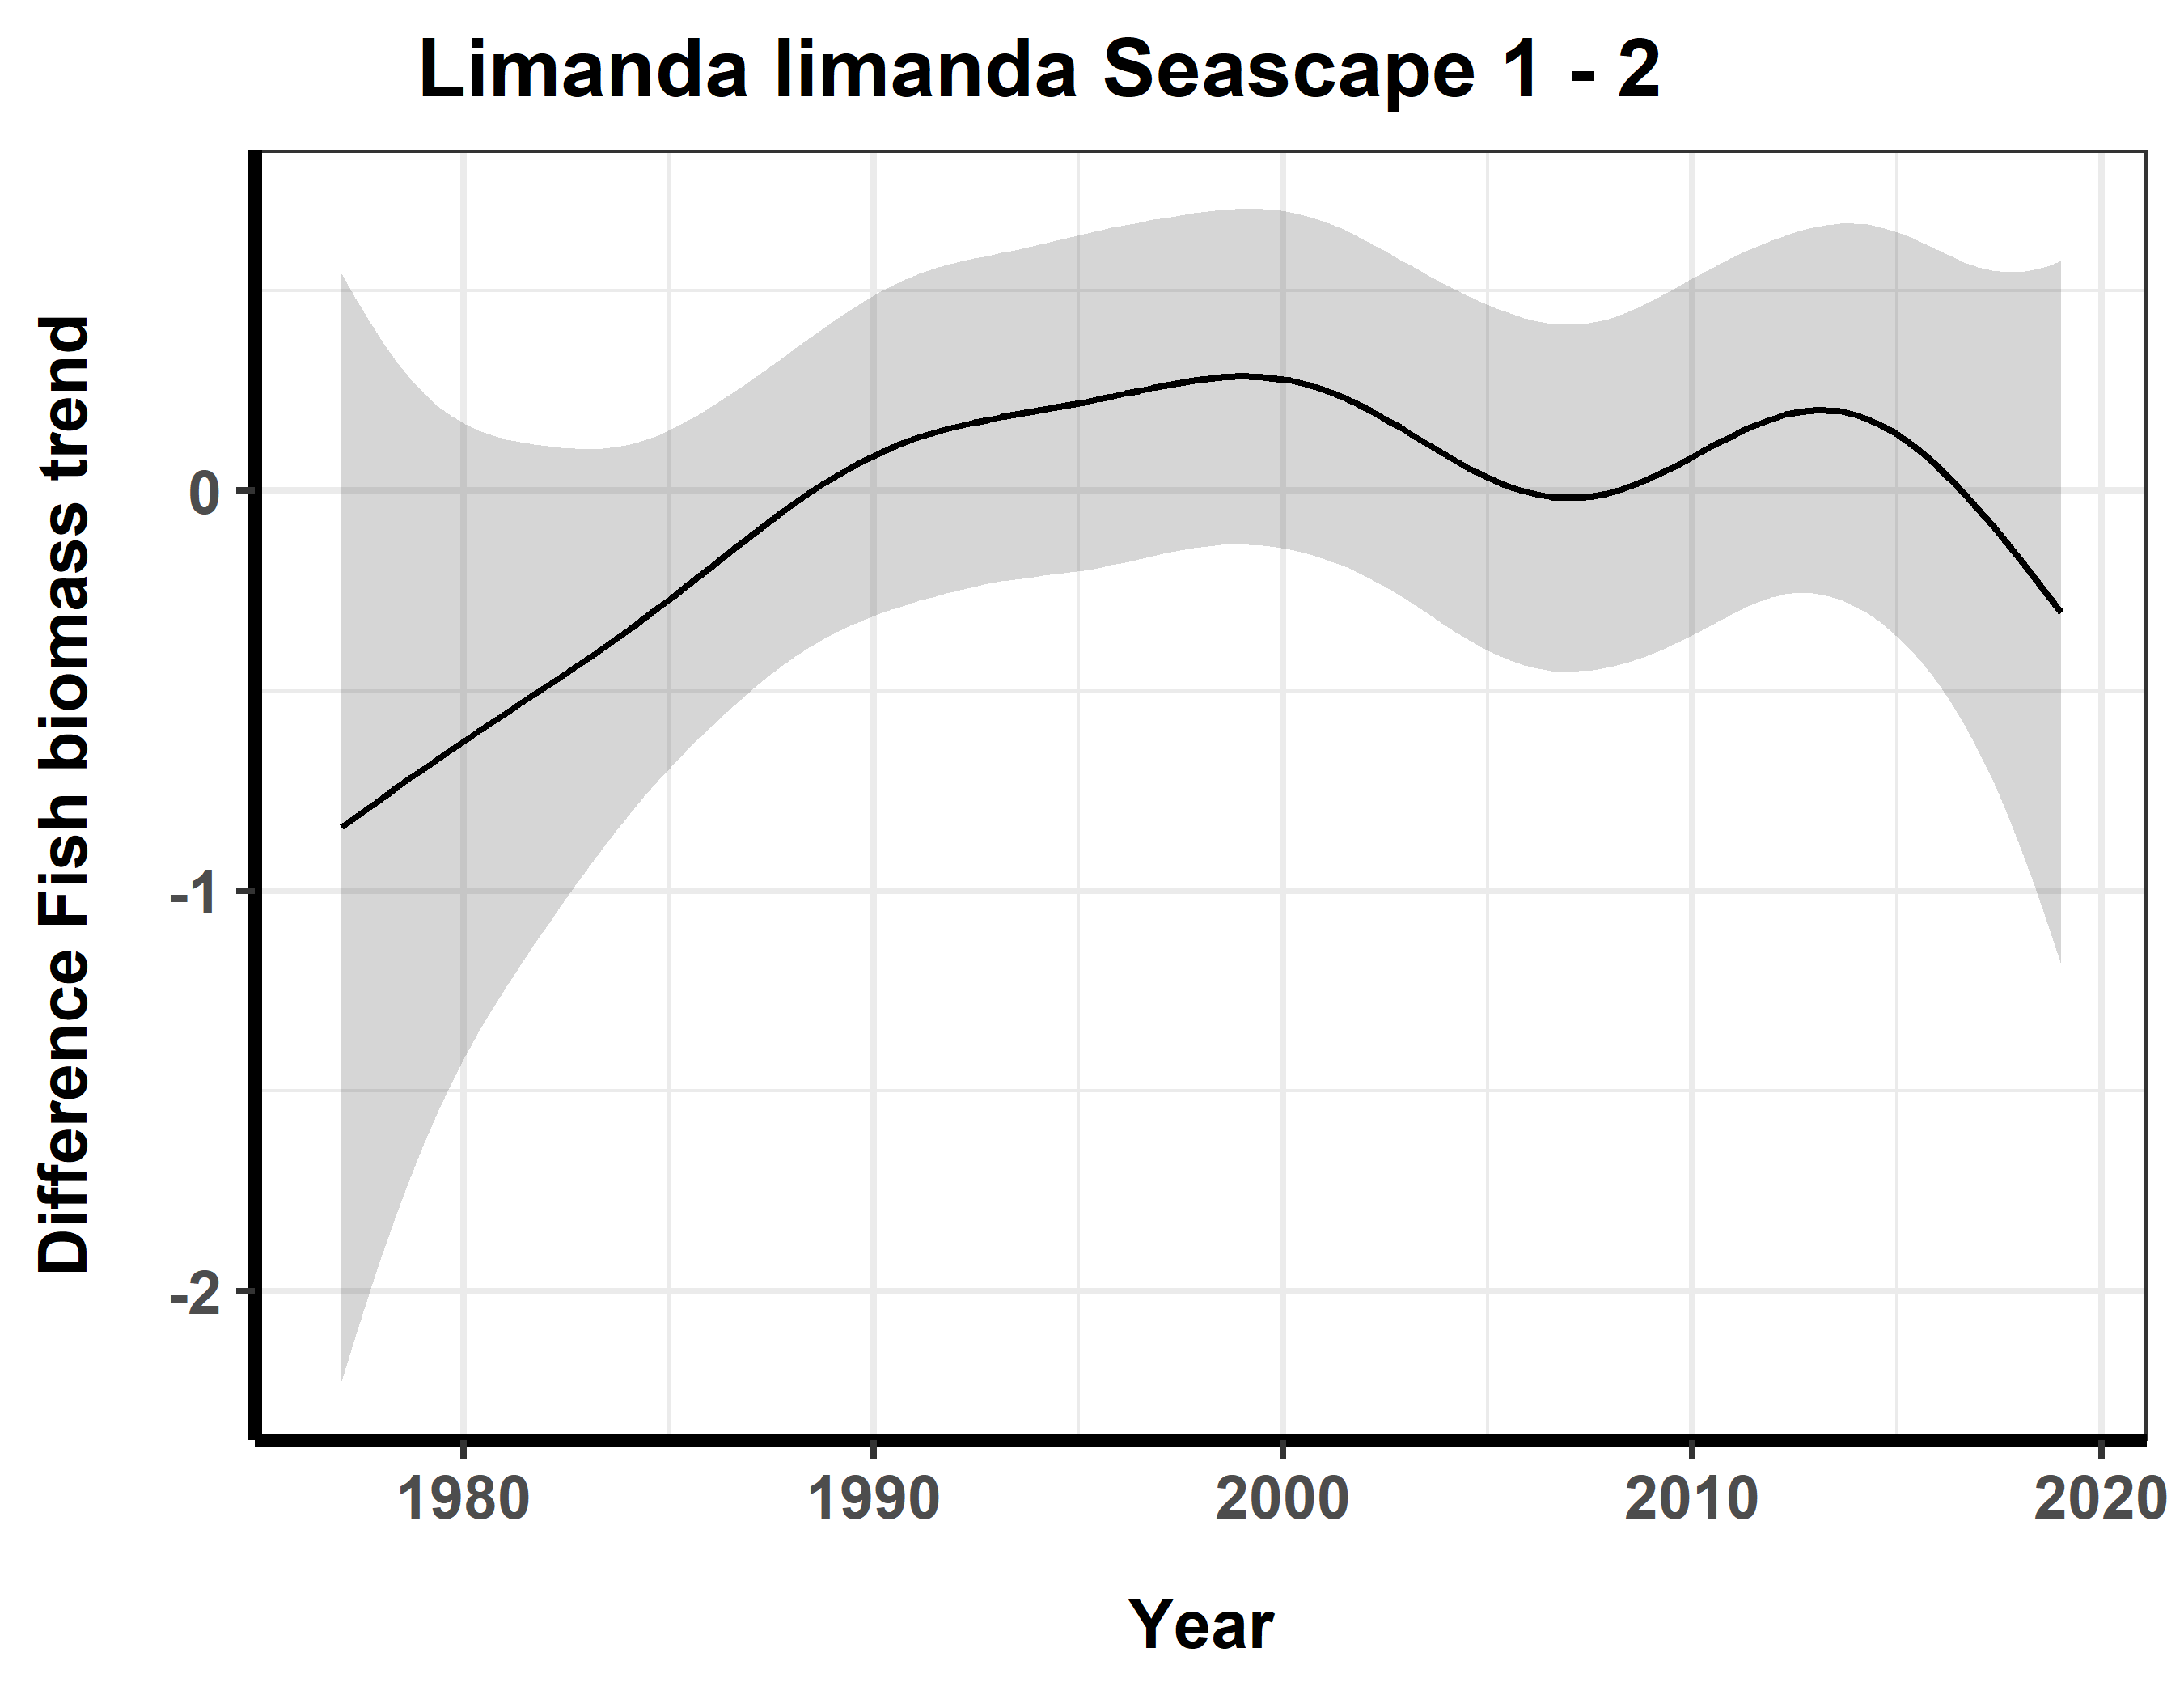 Limanda limanda Seascape 1 - 2
Difference Fish biomass trend
0
-1
-2
1980
1990
2000
2010
2020
Year